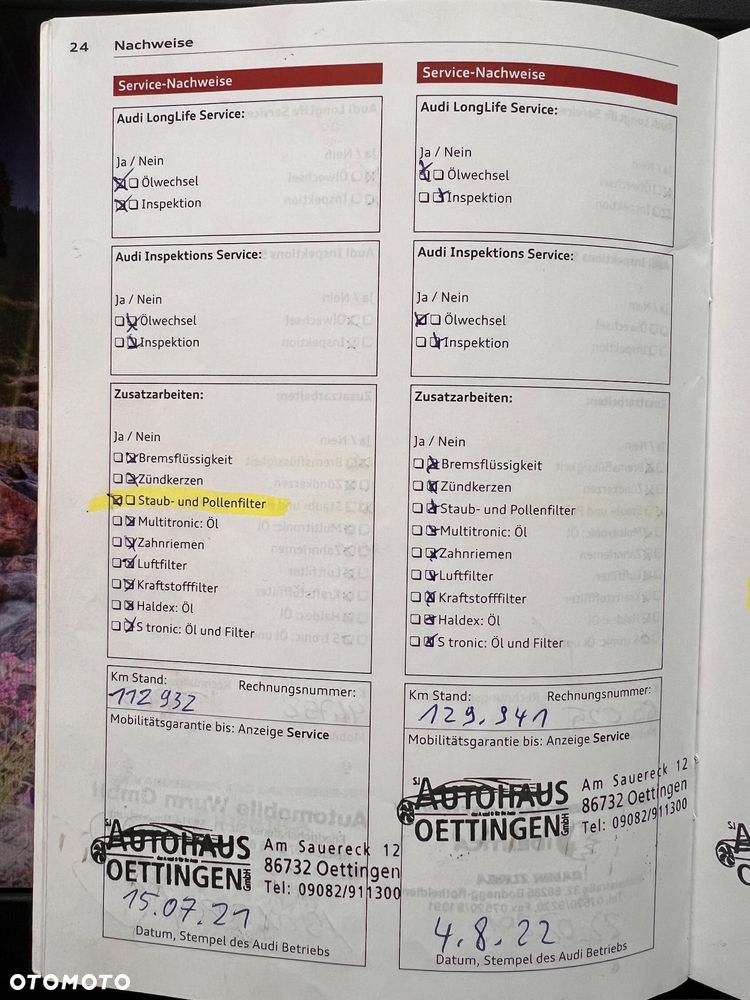 24 Nachweise
Service-Nachweise
Audi LongLife Service:
Ja / Nein
Ölwechsel
Inspektion
Audi Inspektions Service:
Ja / Nein
Ölwechsel
Inspektion
Zusatzarbeiten:
Ja / Nein
Bremsflüssigkeit
Zündkerzen
Staub- und Pollenfilter
Multitronic: Öl
Zahnriemen
Luftfilter
Kraftstofffilter
Haldex: Öl
S tronic: Öl und Filter
Km Stand: Rechnungsnummer:
112 932
Mobilitätsgarantie bis: Anzeige Service
SJ
AUTOHAUS
OETTINGEN GmbH
Am Sauereck 12
86732 Oettingen
Tel: 09082/911300
15.07.21
Datum, Stempel des Audi Betriebs
Service-Nachweise
Audi LongLife Service:
Ja / Nein
Ölwechsel
Inspektion
Audi Inspektions Service:
Ja / Nein
Ölwechsel
Inspektion
Zusatzarbeiten:
Ja / Nein
Bremsflüssigkeit
Zündkerzen
Staub- und Pollenfilter
Multitronic: Öl
Zahnriemen
Luftfilter
Kraftstofffilter
Haldex: Öl
S tronic: Öl und Filter
Km Stand: Rechnungsnummer:
129.941
Mobilitätsgarantie bis: Anzeige Service
SJ
AUTOHAUS
OETTINGEN GmbH
Am Sauereck 12
86732 Oettingen
Tel: 09082/911300
4.8.22
Datum, Stempel des Audi Betriebs
OTOMOTO